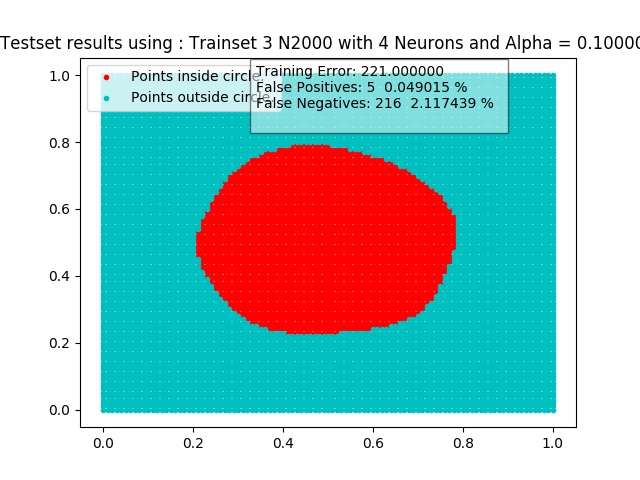 Testset results using : Trainset 3 N2000 with 4 Neurons and Alpha = 0.10000
Points inside circle
Points outside circle
Training Error: 221.000000
False Positives: 5 0.049015 %
False Negatives: 216 2.117439 %
1.0
0.8
0.6
0.4
0.2
0.0
0.0 0.2 0.4 0.6 0.8 1.0